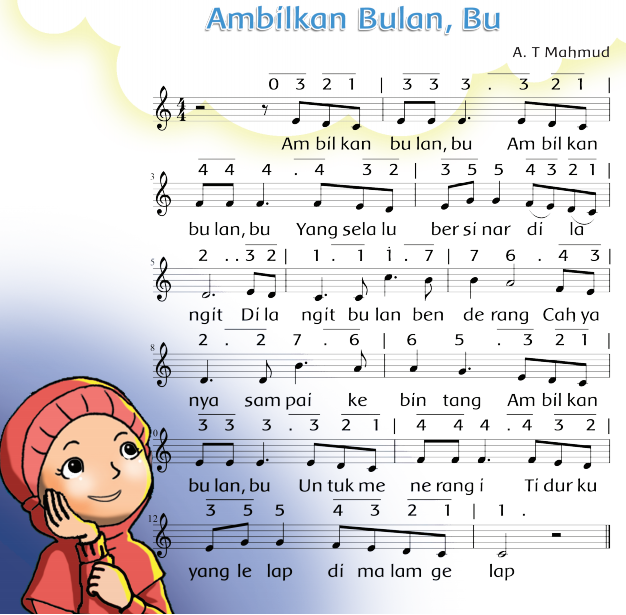 Ambilkan Bulan, Bu
A. T Mahmud
0 3 2 1 | 3 3 3 . 3 2 1 |
4
4
Am bil kan bu lan, bu Am bil kan
3
4 4 4 . 4 3 2 | 3 5 5 4 3 2 1
bu lan, bu Yang sela lu ber si nar di la
5
2 . . 3 2 | 1 . 1 i . 7 | 7 6 . 4 3 |
ngit Di la ngit bu lan ben de rang Cah ya
8
2 . 2 7 . 6 | 6 5 . 3 2 1 |
nya sam pai ke bin tang Am bil kan
3 3 3 . 3 2 1 | 4 4 4 . 4 3 2 |
bu lan, bu Un tuk me ne rang i Ti dur ku
12
3 5 5 4 3 2 1 | 1 .
yang le lap di ma lam ge lap